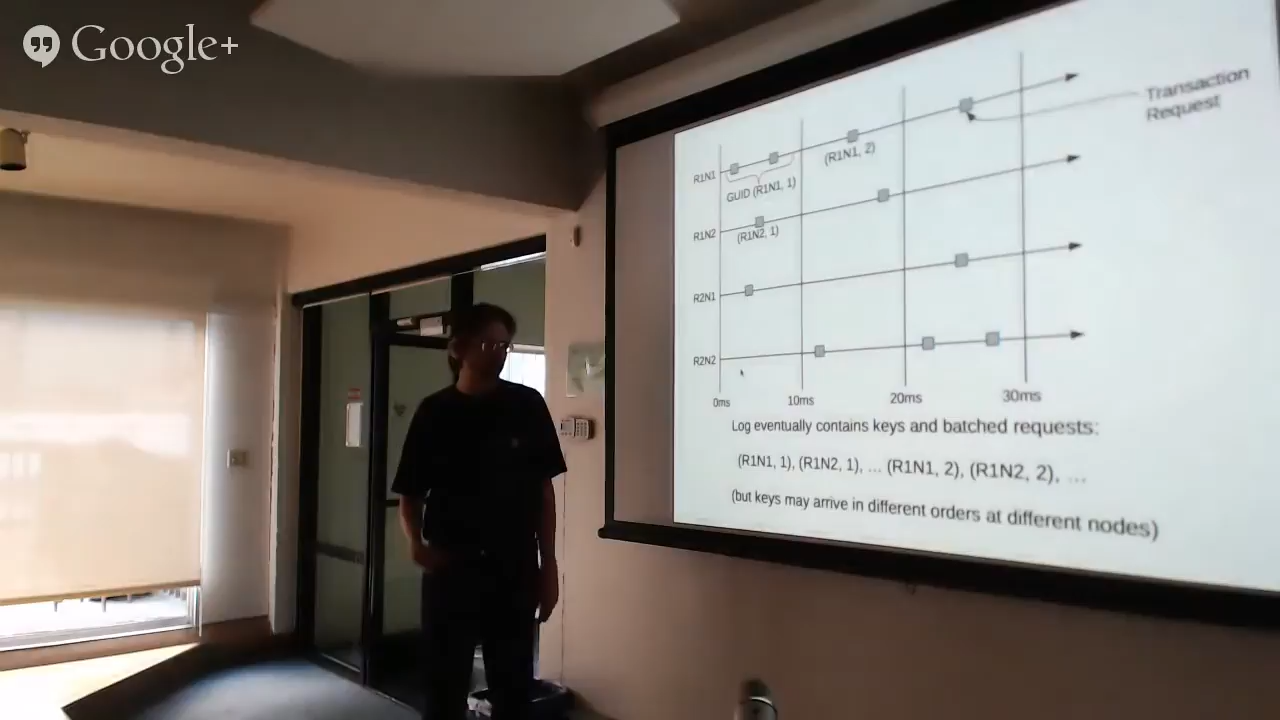 Google+
Transaction
Request
R1N1
(R1N1, 2)
GUID (R1N1, 1)
R1N2
(R1N2, 1)
R2N1
R2N2
0ms
10ms
20ms
30ms
Log eventually contains keys and batched requests:
(R1N1, 1), (R1N2, 1), ... (R1N1, 2), (R1N2, 2), ...
(but keys may arrive in different orders at different nodes)